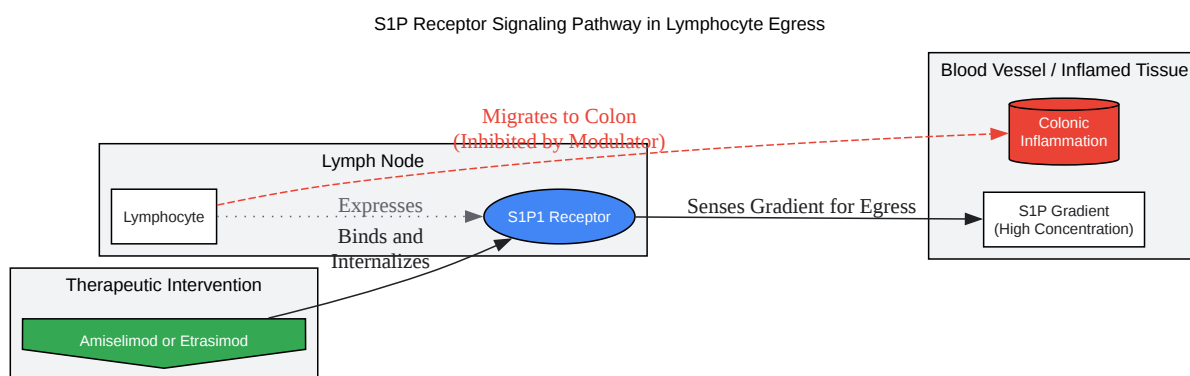 S1P Receptor Signaling Pathway in Lymphocyte Egress
Blood Vessel / Inflamed Tissue
Colonic
Inflammation
Migrates to Colon
(Inhibited by Modulator)
Lymph Node
Lymphocyte
Expresses
S1P1 Receptor
Senses Gradient for Egress
S1P Gradient
(High Concentration)
Binds and
Internalizes
Therapeutic Intervention
Amiselimod or Etrasimod